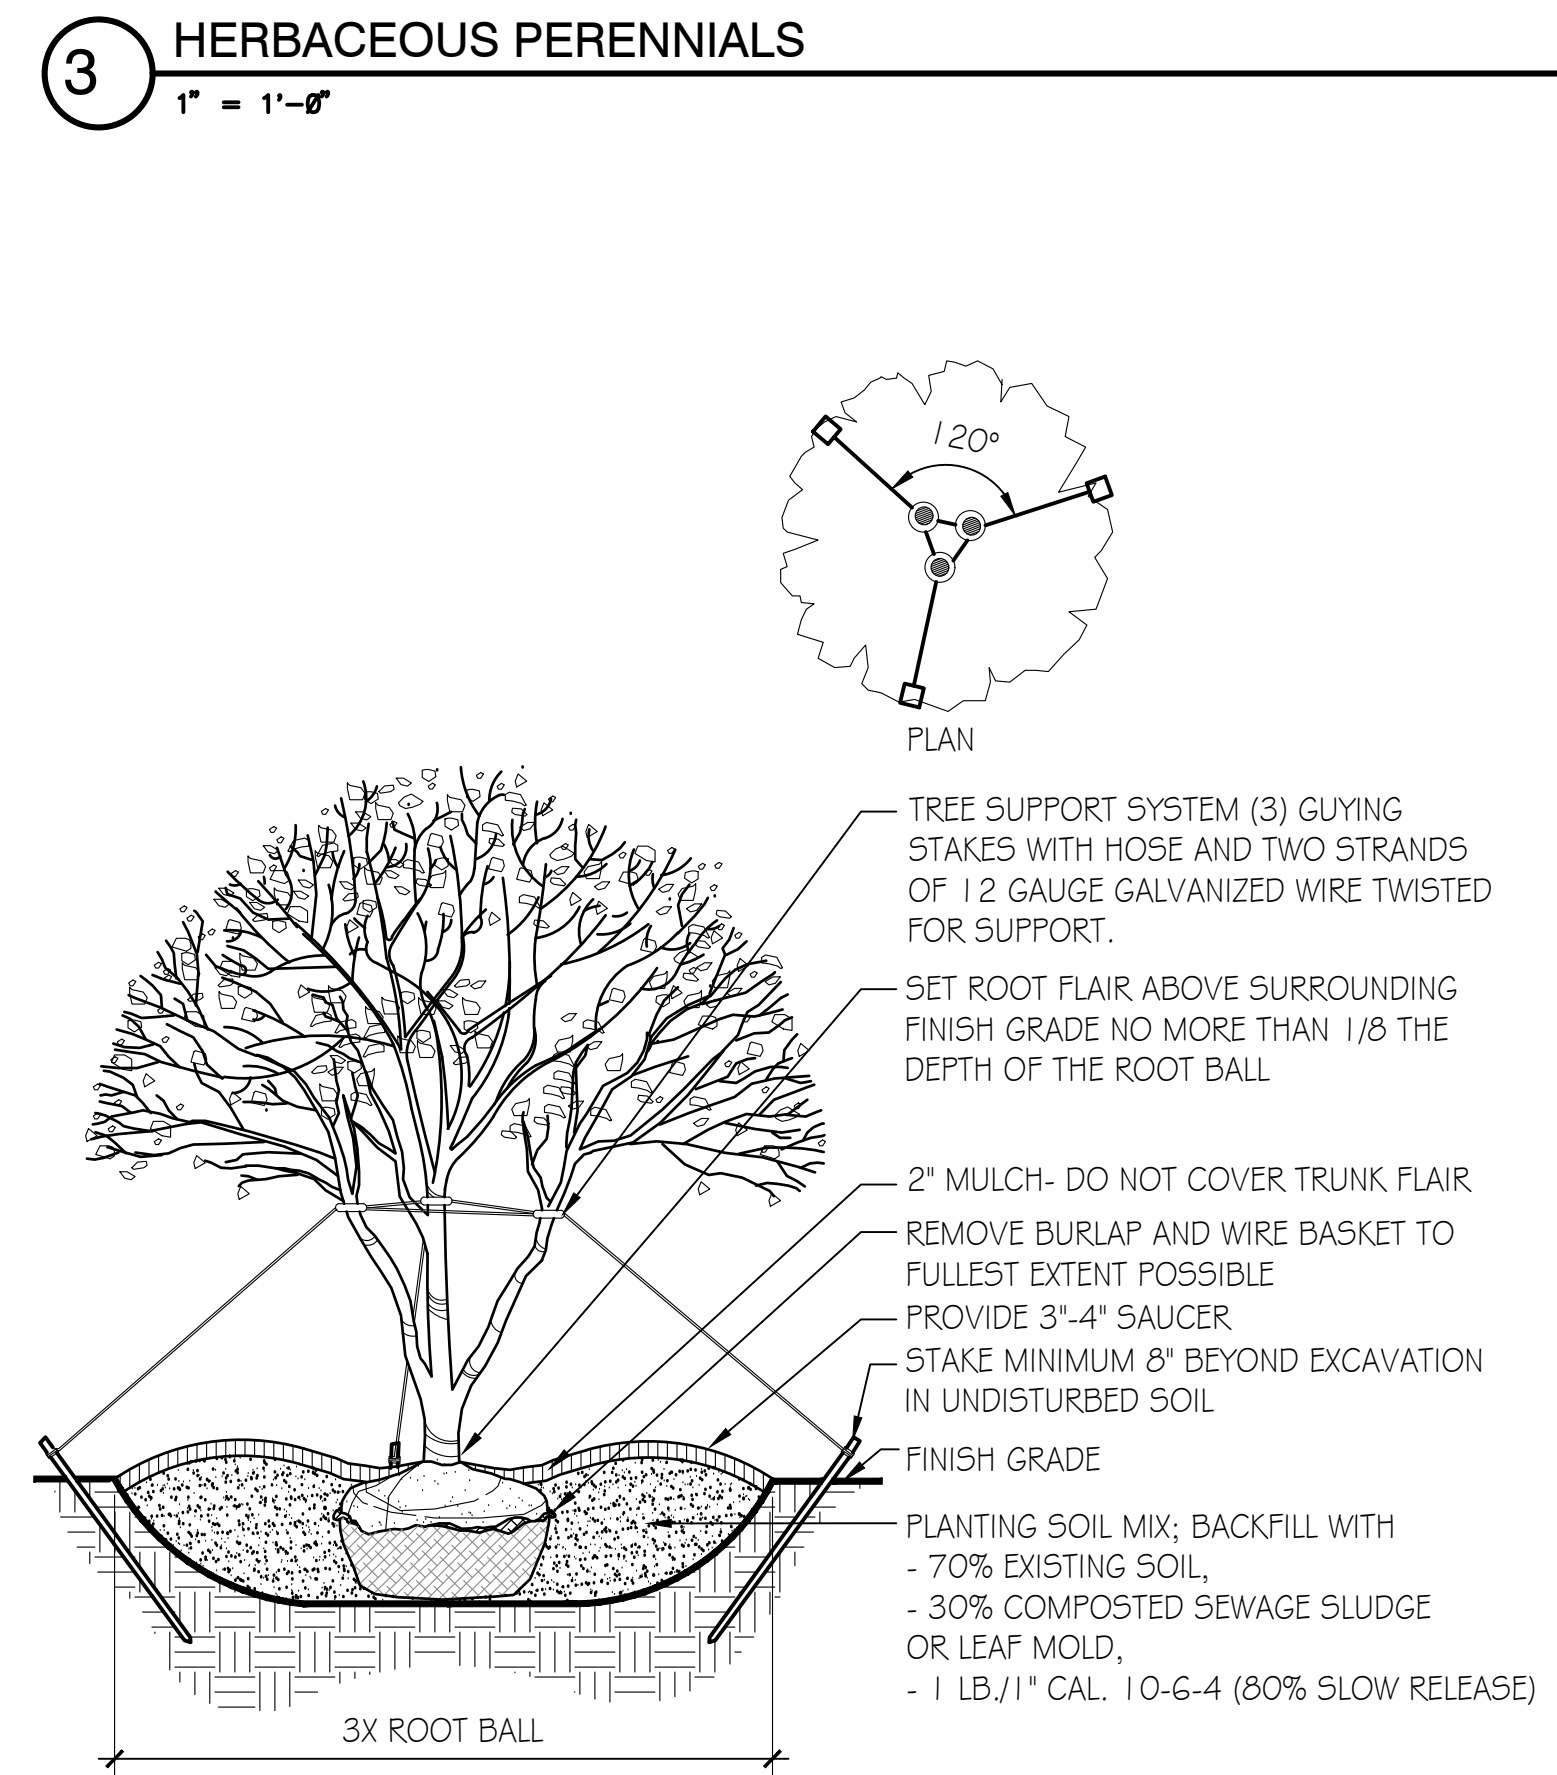 3
HERBACEOUS PERENNIALS
1" = 1'-0"
120°
PLAN
TREE SUPPORT SYSTEM (3) GUYING
STAKES WITH HOSE AND TWO STRANDS
OF 12 GAUGE GALVANIZED WIRE TWISTED
FOR SUPPORT.
SET ROOT FLAIR ABOVE SURROUNDING
FINISH GRADE NO MORE THAN 1/8 THE
DEPTH OF THE ROOT BALL
2" MULCH- DO NOT COVER TRUNK FLAIR
REMOVE BURLAP AND WIRE BASKET TO
FULLEST EXTENT POSSIBLE
PROVIDE 3"-4" SAUCER
STAKE MINIMUM 8" BEYOND EXCAVATION
IN UNDISTURBED SOIL
FINISH GRADE
PLANTING SOIL MIX; BACKFILL WITH
- 70% EXISTING SOIL,
- 30% COMPOSTED SEWAGE SLUDGE
OR LEAF MOLD,
- 1 LB./1" CAL. 10-6-4 (80% SLOW RELEASE)
3X ROOT BALL